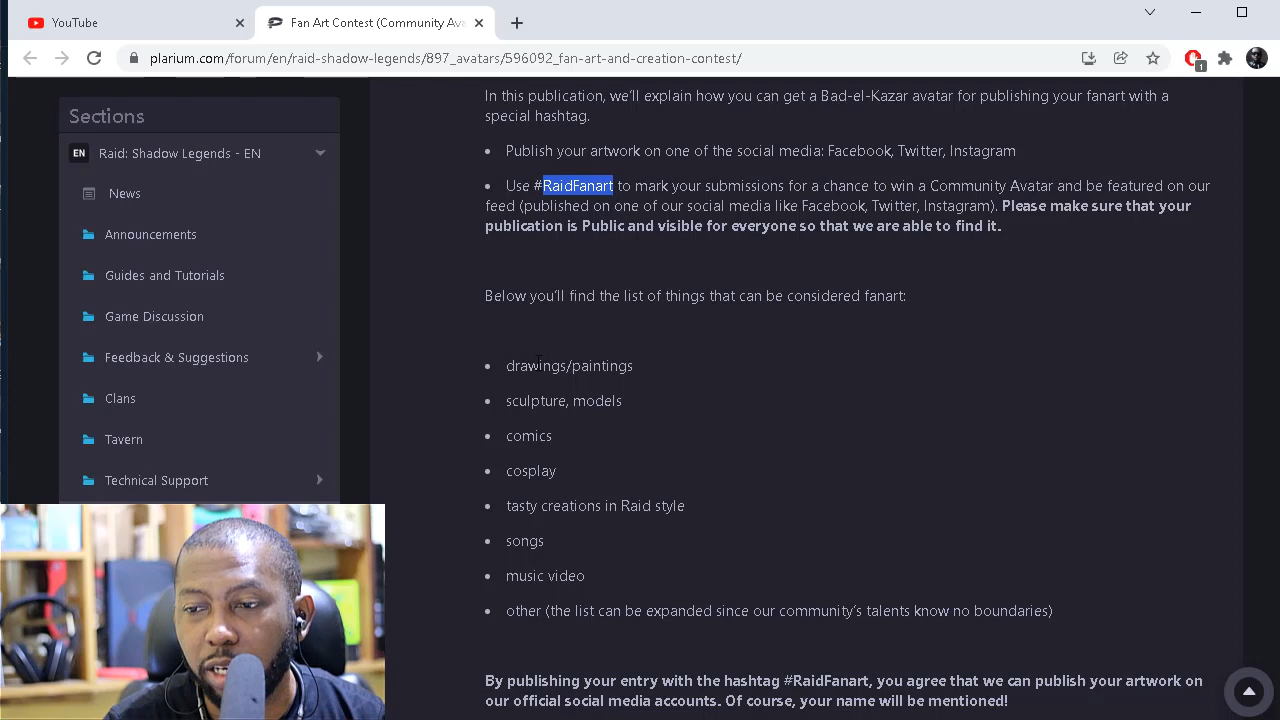 YouTube
Fan Art Contest (Community Ava
plarium.com/forum/en/raid-shadow-legends/897_avatars/596092_fan-art-and-creation-contest/
1
Sections
EN Raid: Shadow Legends - EN
News
Announcements
Guides and Tutorials
Game Discussion
Feedback & Suggestions
Clans
Tavern
Technical Support
In this publication, we'll explain how you can get a Bad-el-Kazar avatar for publishing your fanart with a
special hashtag.
• Publish your artwork on one of the social media: Facebook, Twitter, Instagram
• Use #RaidFanart to mark your submissions for a chance to win a Community Avatar and be featured on our
feed (published on one of our social media like Facebook, Twitter, Instagram). Please make sure that your
publication is Public and visible for everyone so that we are able to find it.
Below you'll find the list of things that can be considered fanart:
• drawings/paintings
• sculpture, models
• comics
• cosplay
• tasty creations in Raid style
• songs
• music video
• other (the list can be expanded since our community's talents know no boundaries)
By publishing your entry with the hashtag #RaidFanart, you agree that we can publish your artwork on
our official social media accounts. Of course, your name will be mentioned!